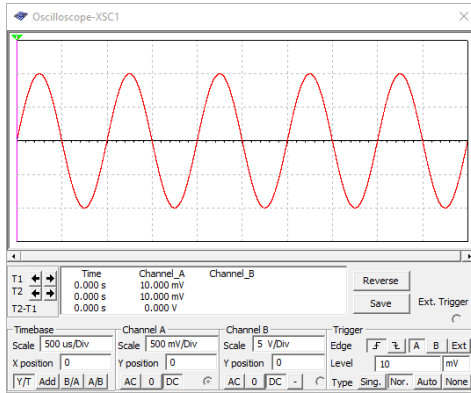 Oscilloscope-XSC1
Time Channel_A Channel_B
T1 0.000 s 10.000 mV
T2 0.000 s 10.000 mV
T2-T1 0.000 s 0.000 V
Reverse
Save
Ext. Trigger
Timebase
Scale 500 us/Div
X position 0
Y/T Add B/A A/B
Channel A
Scale 500 mV/Div
Y position 0
AC 0 DC
Channel B
Scale 5 V/Div
Y position 0
AC 0 DC -
Trigger
Edge A B Ext
Level 10 mV
Type Sing. Nor. Auto None